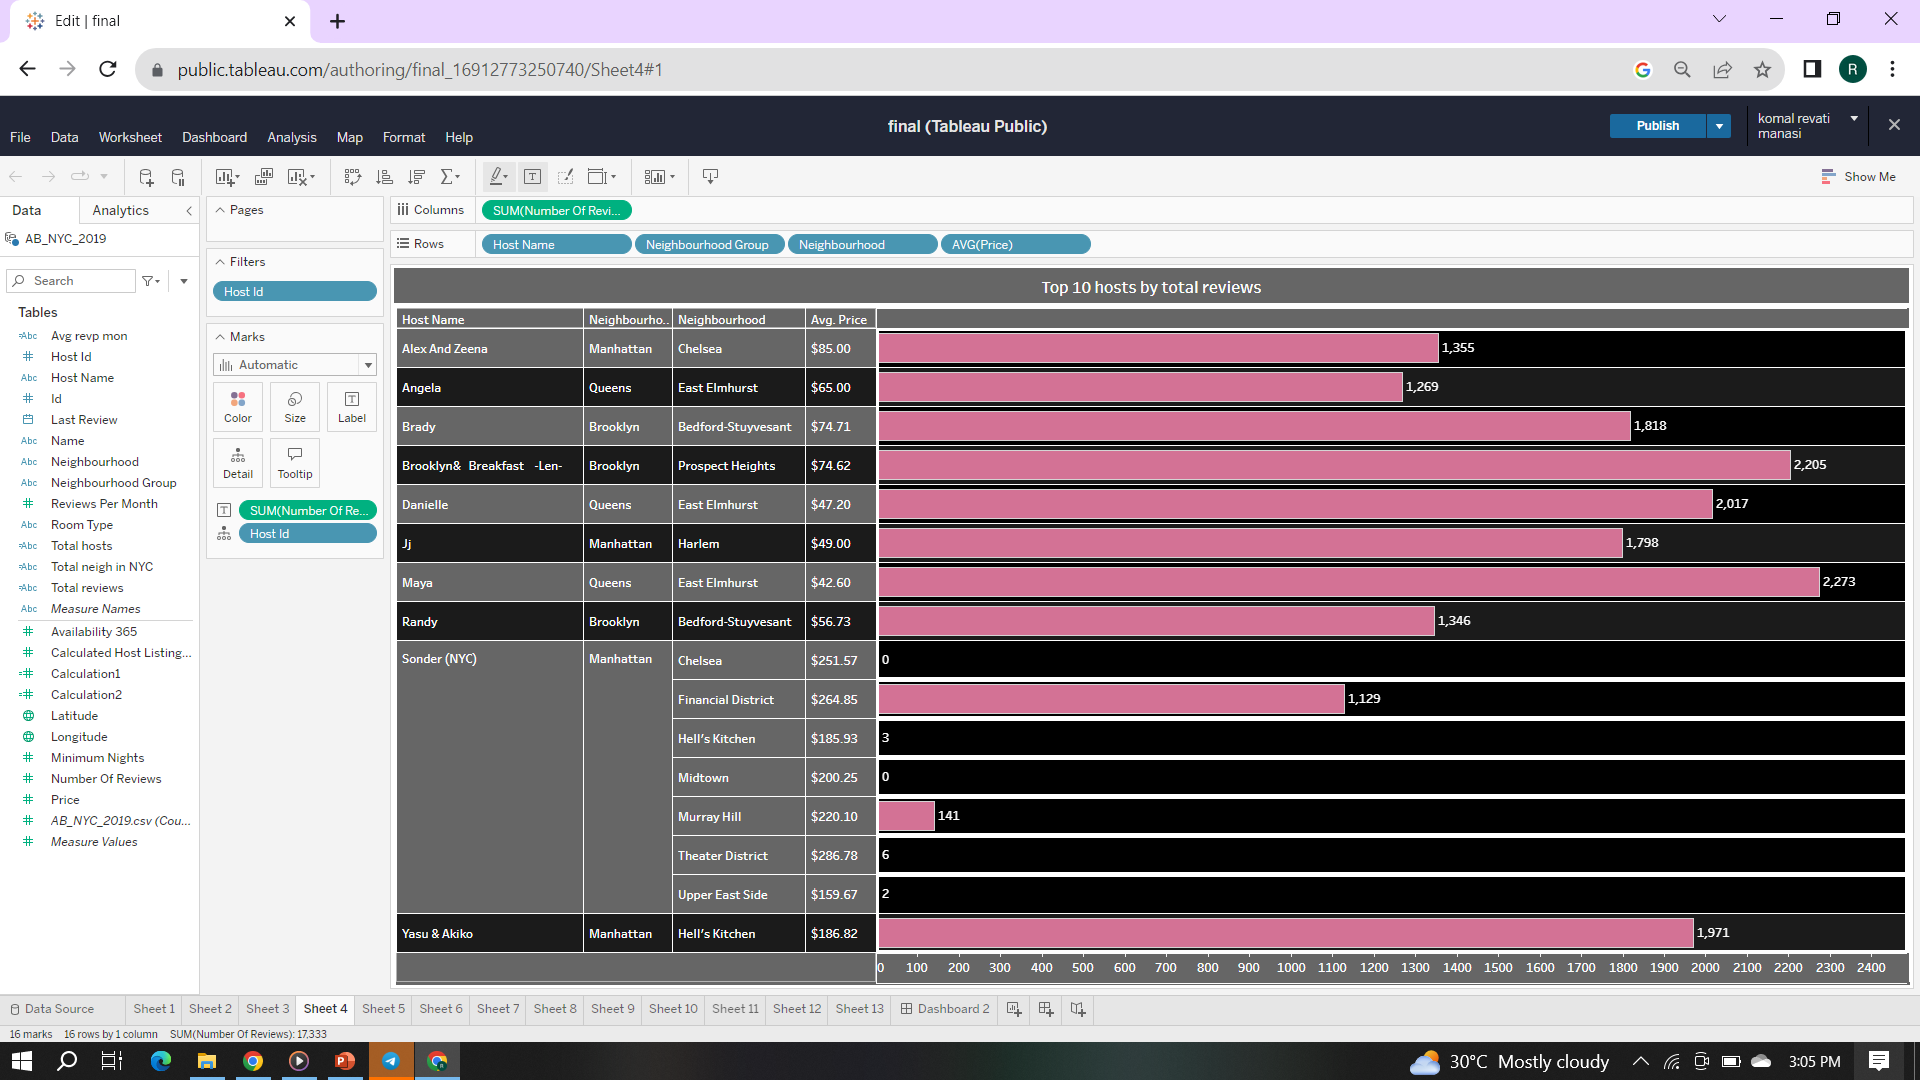 Edit | final
public.tableau.com/authoring/final_16912773250740/Sheet4#1
R
File Data Worksheet Dashboard Analysis Map Format Help
final (Tableau Public)
Publish
komal revati
manasi
Show Me
Data Analytics
AB_NYC_2019
Search
Tables
Abc Avg revp mon
Host Id
Abc Host Name
Id
Last Review
Abc Name
Abc Neighbourhood
Abc Neighbourhood Group
Reviews Per Month
Abc Room Type
Abc Total hosts
Abc Total neigh in NYC
Abc Total reviews
Abc Measure Names
Availability 365
Calculated Host Listing...
Calculation1
Calculation2
Latitude
Longitude
Minimum Nights
Number Of Reviews
Price
AB_NYC_2019.csv (Cou...
Measure Values
Pages
Filters
Host Id
Marks
Automatic
Color Size Label
Detail Tooltip
SUM(Number Of Re...
Host Id
Columns SUM(Number Of Revi...
Rows Host Name Neighbourhood Group Neighbourhood AVG(Price)
Top 10 hosts by total reviews
Host Name Neighbourho.. Neighbourhood Avg. Price
Alex And Zeena Manhattan Chelsea $85.00 1,355
Angela Queens East Elmhurst $65.00 1,269
Brady Brooklyn Bedford-Stuyvesant $74.71 1,818
Brooklyn& Breakfast -Len- Brooklyn Prospect Heights $74.62 2,205
Danielle Queens East Elmhurst $47.20 2,017
Jj Manhattan Harlem $49.00 1,798
Maya Queens East Elmhurst $42.60 2,273
Randy Brooklyn Bedford-Stuyvesant $56.73 1,346
Sonder (NYC) Manhattan Chelsea $251.57 0
Financial District $264.85 1,129
Hell's Kitchen $185.93 3
Midtown $200.25 0
Murray Hill $220.10 141
Theater District $286.78 6
Upper East Side $159.67 2
Yasu & Akiko Manhattan Hell's Kitchen $186.82 1,971
0 100 200 300 400 500 600 700 800 900 1000 1100 1200 1300 1400 1500 1600 1700 1800 1900 2000 2100 2200 2300 2400
Data Source Sheet 1 Sheet 2 Sheet 3 Sheet 4 Sheet 5 Sheet 6 Sheet 7 Sheet 8 Sheet 9 Sheet 10 Sheet 11 Sheet 12 Sheet 13 Dashboard 2
16 marks 16 rows by 1 column SUM(Number Of Reviews): 17,333
30°C Mostly cloudy 3:05 PM